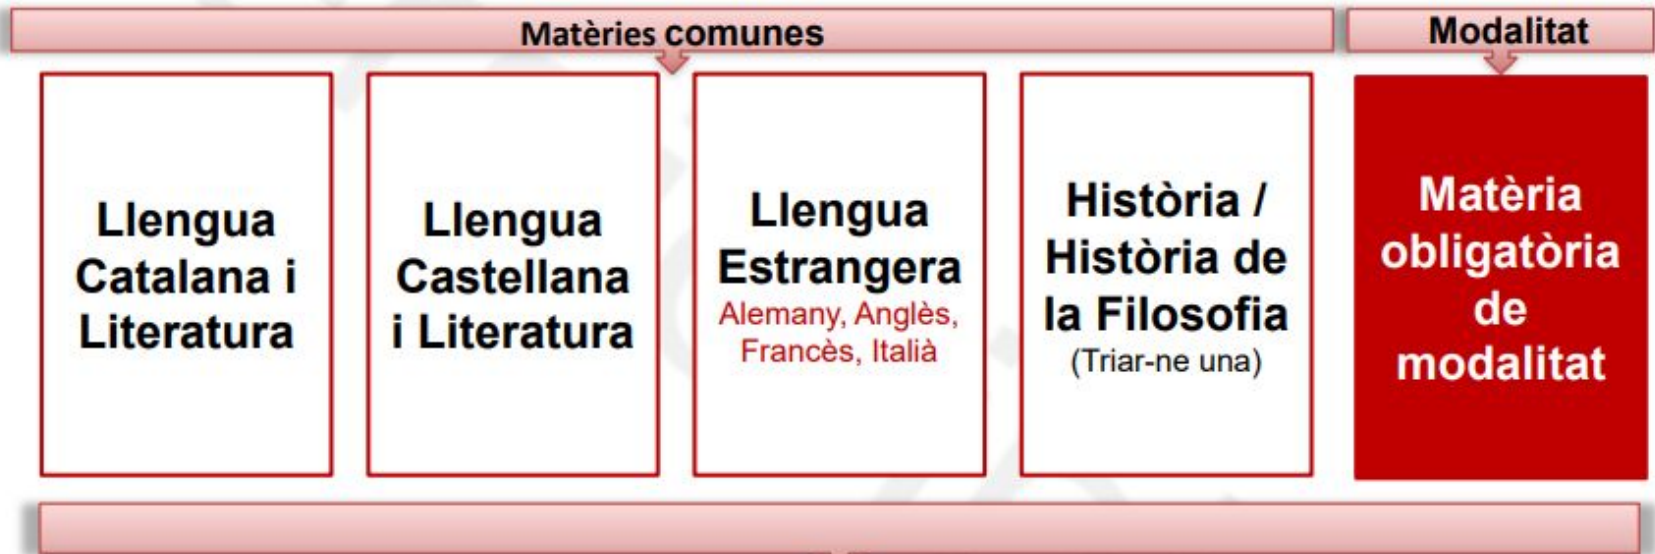 Matèries comunes
Modalitat
Llengua
Catalana i
Literatura
Llengua
Castellana
i Literatura
Llengua
Estrangera
Alemany, Anglès,
Francès, Italià
Història /
Història de
la Filosofia
(Triar-ne una)
Matèria
obligatòria
de
modalitat